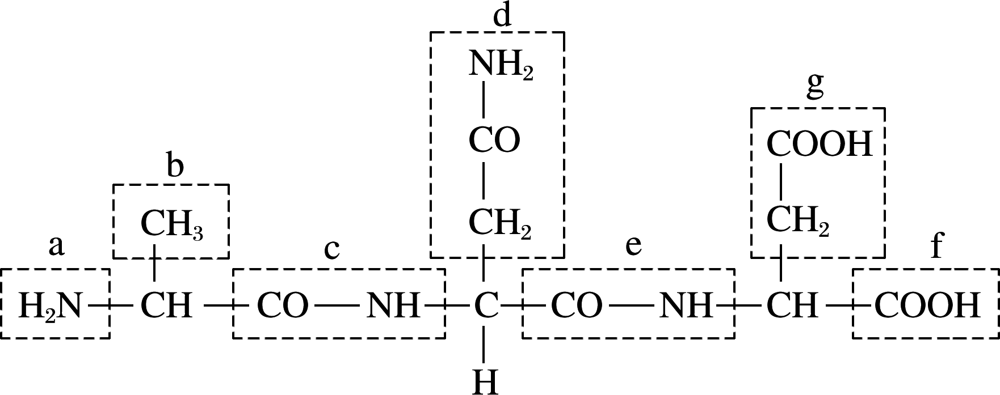 d
NH₂
g
CO
COOH
b
CH₃
CH₂
CH₂
a
c
e
f
H₂N CH CO NH C CO NH CH COOH
H